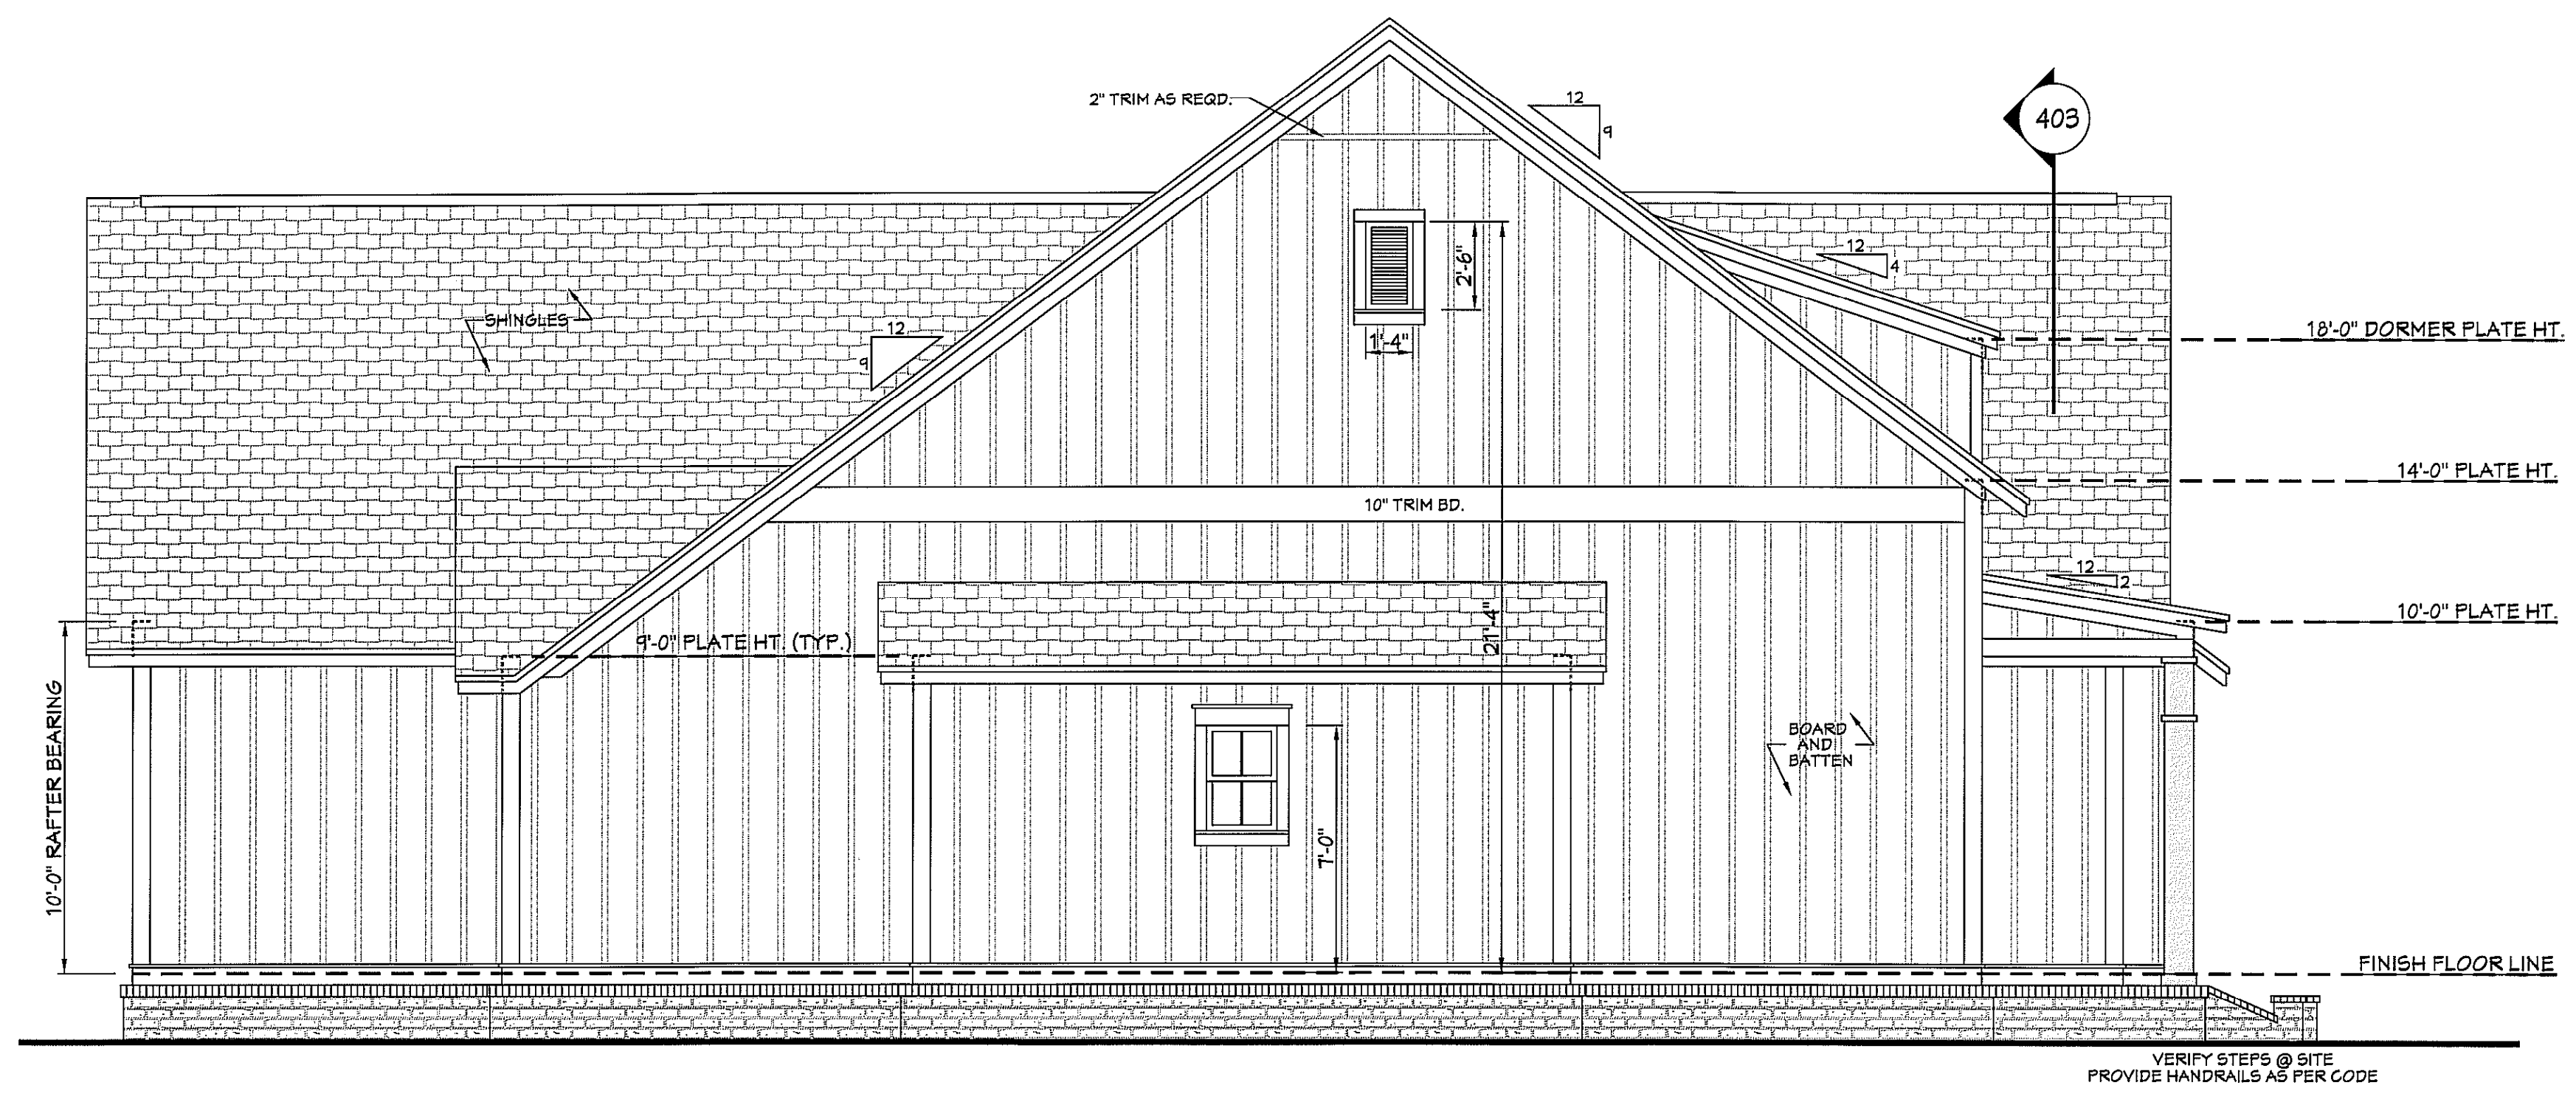 2" TRIM AS REQD.
12
9
403
12
4
2'-6"
SHINGLES
12
9
1'-4"
18'-0" DORMER PLATE HT.
14'-0" PLATE HT.
10" TRIM BD.
12
2
10'-0" PLATE HT.
9'-0" PLATE HT. (TYP.)
21'-4"
10'-0" RAFTER BEARING
BOARD
AND
BATTEN
7'-0"
FINISH FLOOR LINE
VERIFY STEPS @ SITE
PROVIDE HANDRAILS AS PER CODE